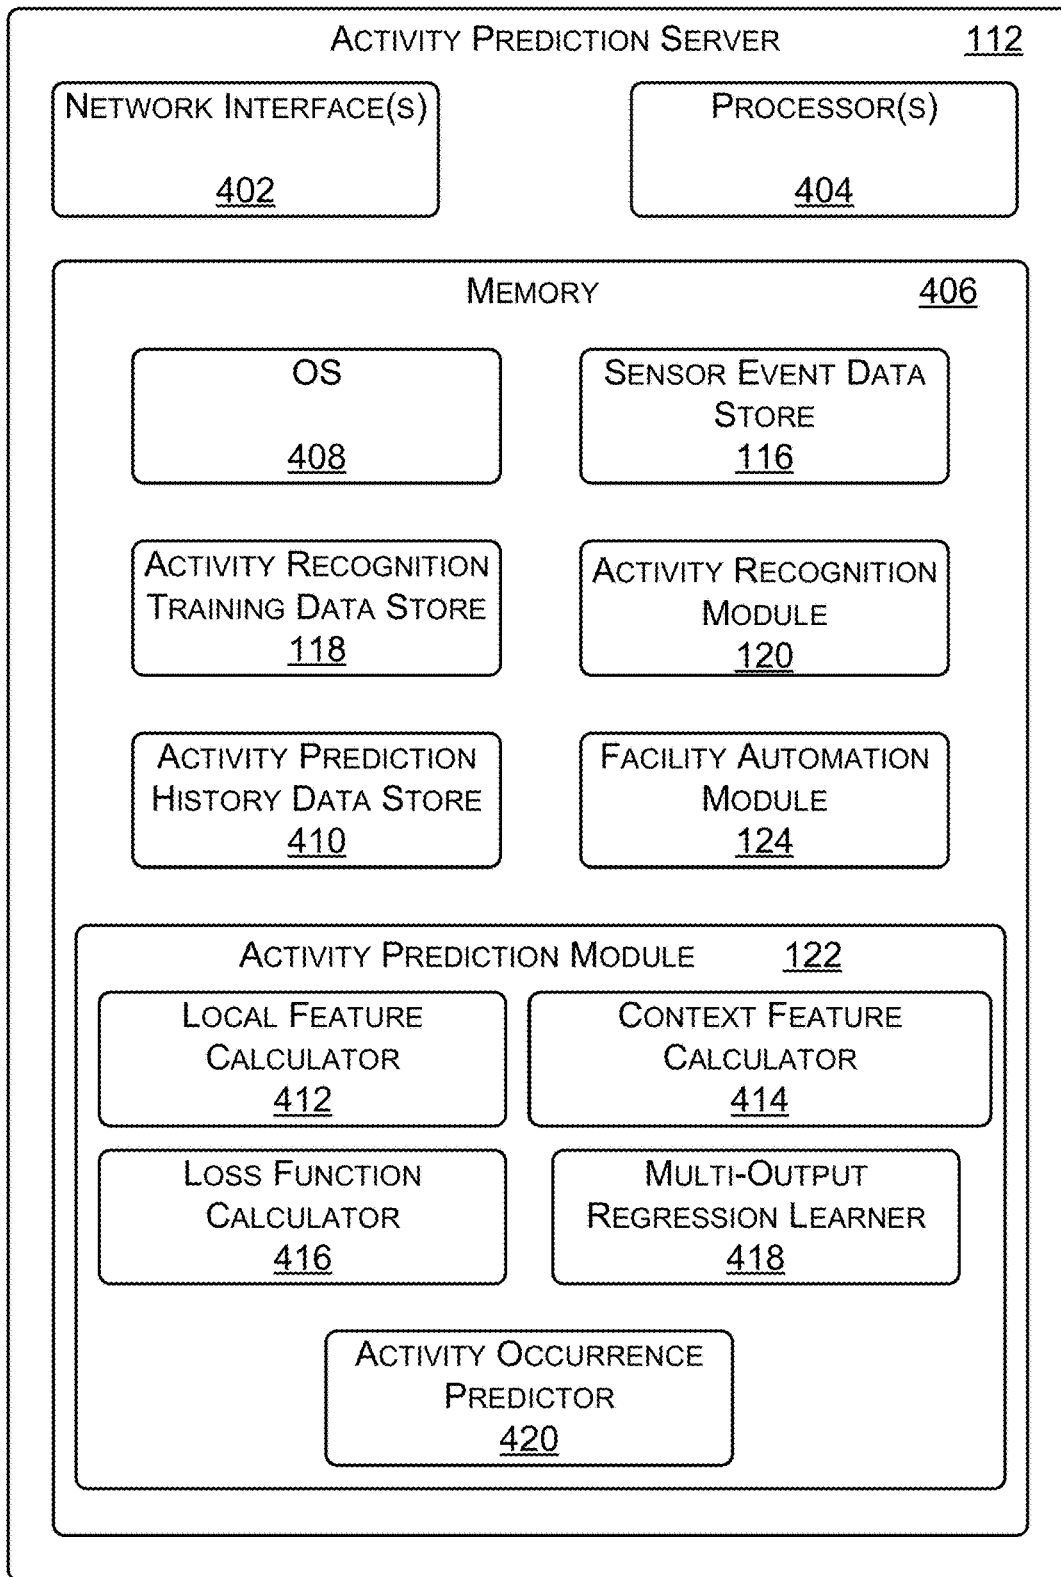 ACTIVITY PREDICTION SERVER 112
NETWORK INTERFACE(S)
402
PROCESSOR(S)
404
MEMORY 406
OS
408
SENSOR EVENT DATA
STORE
116
ACTIVITY RECOGNITION
TRAINING DATA STORE
118
ACTIVITY RECOGNITION
MODULE
120
ACTIVITY PREDICTION
HISTORY DATA STORE
410
FACILITY AUTOMATION
MODULE
124
ACTIVITY PREDICTION MODULE 122
LOCAL FEATURE
CALCULATOR
412
CONTEXT FEATURE
CALCULATOR
414
LOSS FUNCTION
CALCULATOR
416
MULTI-OUTPUT
REGRESSION LEARNER
418
ACTIVITY OCCURRENCE
PREDICTOR
420